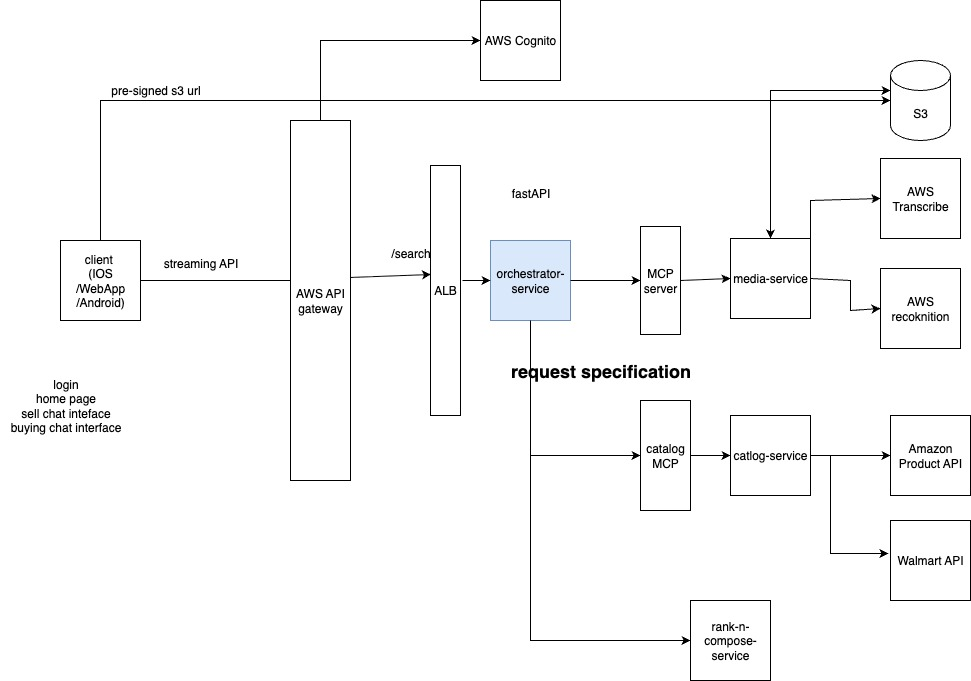 AWS Cognito
pre-signed s3 url
S3
AWS
Transcribe
fastAPI
/search
client
(IOS
/WebApp
/Android)
streaming API
AWS API
gateway
ALB
orchestrator-
service
MCP
server
media-service
AWS
recoknition
request specification
login
home page
sell chat inteface
buying chat interface
catalog
MCP
catlog-service
Amazon
Product API
Walmart API
rank-n-
compose-
service